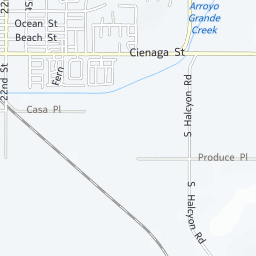 Arroyo
Grande
Creek
Ocean St
Beach St
Cienaga St
Fern
22nd St
S Halcyon Rd
Casa Pl
Produce Pl
S Halcyon Rd